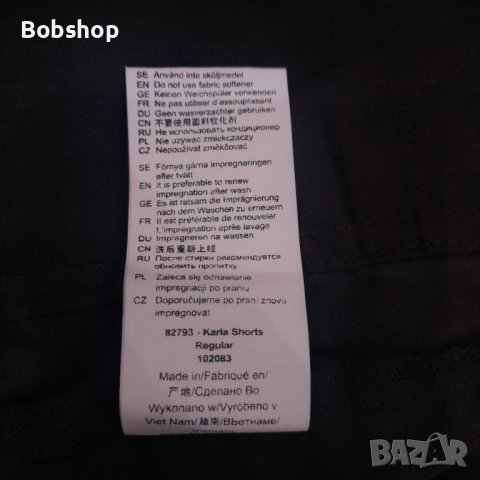 Bobshop
SE Använd inte sköljmedel
EN Do not use fabric softener
GE Keinen Weichspüler verwenden
FR Ne pas utiliser d'assouplissant
DU Geen wasverzachter gebruiken
CN 不要使用面料软化剂
RU Не использовать кондиционер
PL Nie używać zmiękczaczy
CZ Nepoužívat změkčovač
SE Förnya gärna impregneringen
efter tvätt
EN It is preferable to renew
impregnation after wash
GE Es ist ratsam die Imprägnierung
nach dem Waschen zu erneuern
FR Il est préférable de renouveler
L'imprégnation après lavage
DU Impregneren na wassen
CN 洗后重新上蜡
RU После стирки рекомендуется
обновить пропитку
PL Zaleca się odnawianie
impregnacji po praniu
CZ Doporučujeme po praní znovu
impregnovat
82793 - Karla Shorts
Regular
102083
Made in/Fabriqué en/
产地/Сделано Во
Wykonano w/Vyrobeno v
Viet Nam/越南/Вьетнаме/
BAZAR